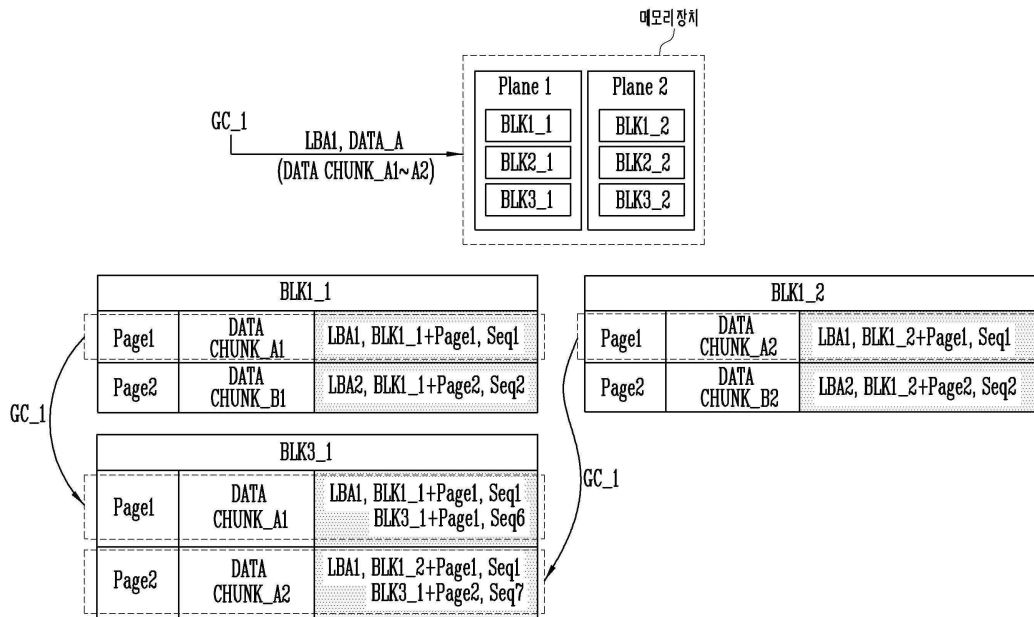 메모리 장치
Plane 1
Plane 2
GC_1
LBA1, DATA_A
(DATA CHUNK_A1~A2)
BLK1_1
BLK1_2
BLK2_1
BLK2_2
BLK3_1
BLK3_2
BLK1_1
Page1
DATA
CHUNK_A1
LBA1, BLK1_1+Page1, Seq1
Page2
DATA
CHUNK_B1
LBA2, BLK1_1+Page2, Seq2
BLK1_2
Page1
DATA
CHUNK_A2
LBA1, BLK1_2+Page1, Seq1
Page2
DATA
CHUNK_B2
LBA2, BLK1_2+Page2, Seq2
GC_1
BLK3_1
Page1
DATA
CHUNK_A1
LBA1, BLK1_1+Page1, Seq1
BLK3_1+Page1, Seq6
Page2
DATA
CHUNK_A2
LBA1, BLK1_2+Page1, Seq1
BLK3_1+Page2, Seq7
GC_1